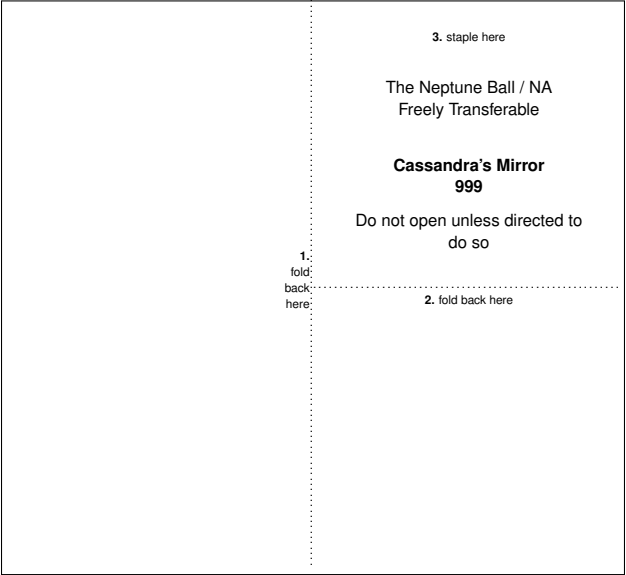 3. staple here
The Neptune Ball / NA
Freely Transferable
Cassandra's Mirror
999
Do not open unless directed to
do so
1.
fold
back
here
2. fold back here